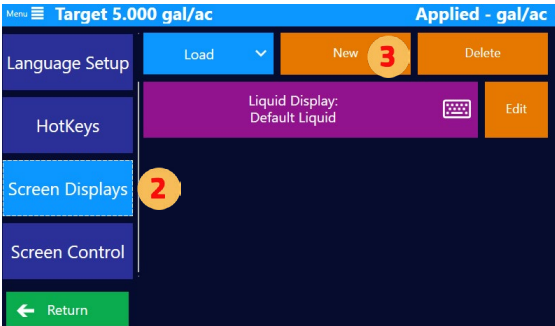 Menu Target 5.000 gal/ac Applied - gal/ac
Language Setup
Load
New
3
Delete
Liquid Display:
Default Liquid
Edit
HotKeys
Screen Displays
2
Screen Control
Return